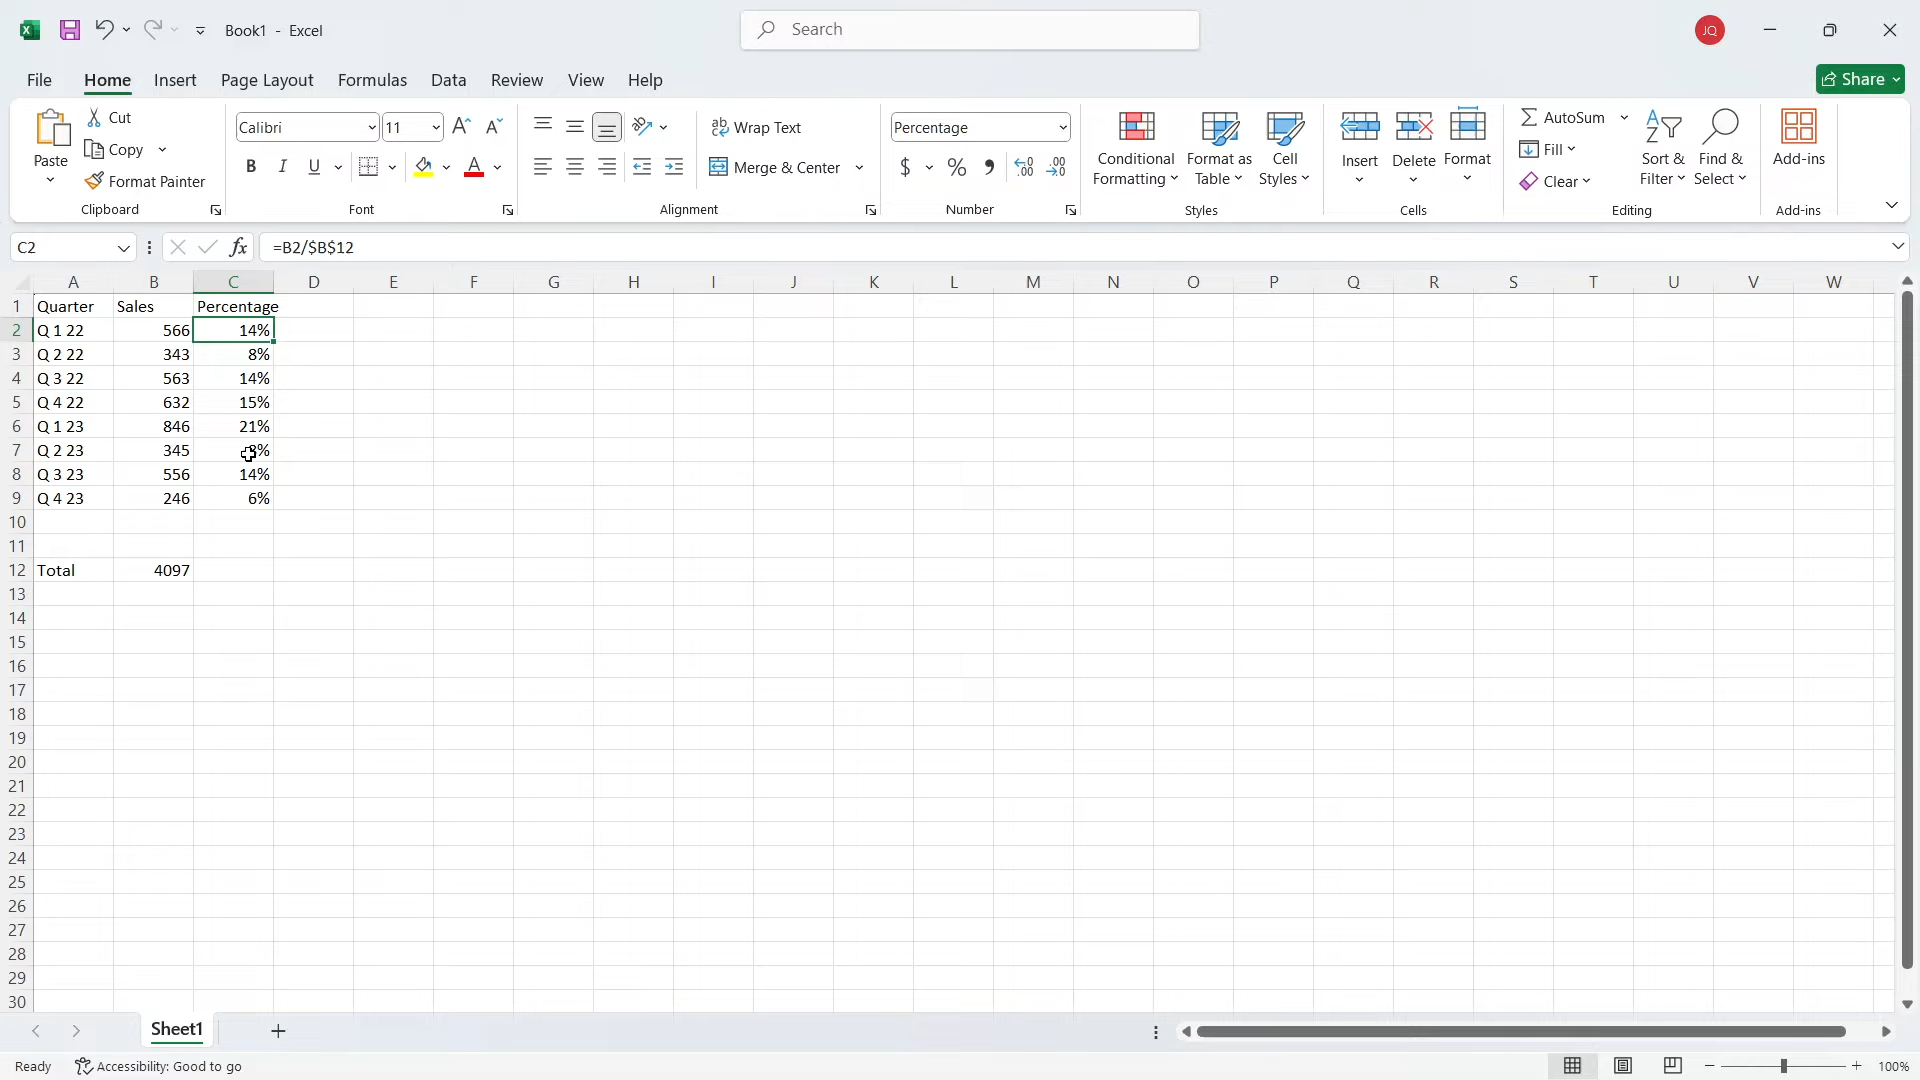 Book1 - Excel
Search
JQ
File Home Insert Page Layout Formulas Data Review View Help
Share
Paste
Cut
Copy
Format Painter
Clipboard
Calibri 11
B I U
Font
ab Wrap Text
Merge & Center
Alignment
Percentage
$ % , .00 .00
Number
Conditional Formatting
Format as Table
Cell Styles
Styles
Insert Delete Format
Cells
AutoSum
Fill
Clear
Sort & Filter
Find & Select
Editing
Add-ins
Add-ins
C2 fx =B2/$B$12
A B C D E F G H I J K L M N O P Q R S T U V W
1 Quarter Sales Percentage
2 Q 1 22 566 14%
3 Q 2 22 343 8%
4 Q 3 22 563 14%
5 Q 4 22 632 15%
6 Q 1 23 846 21%
7 Q 2 23 345 %
8 Q 3 23 556 14%
9 Q 4 23 246 6%
10
11
12 Total 4097
13
14
15
16
17
18
19
20
21
22
23
24
25
26
27
28
29
30
Sheet1
Ready Accessibility: Good to go 100%